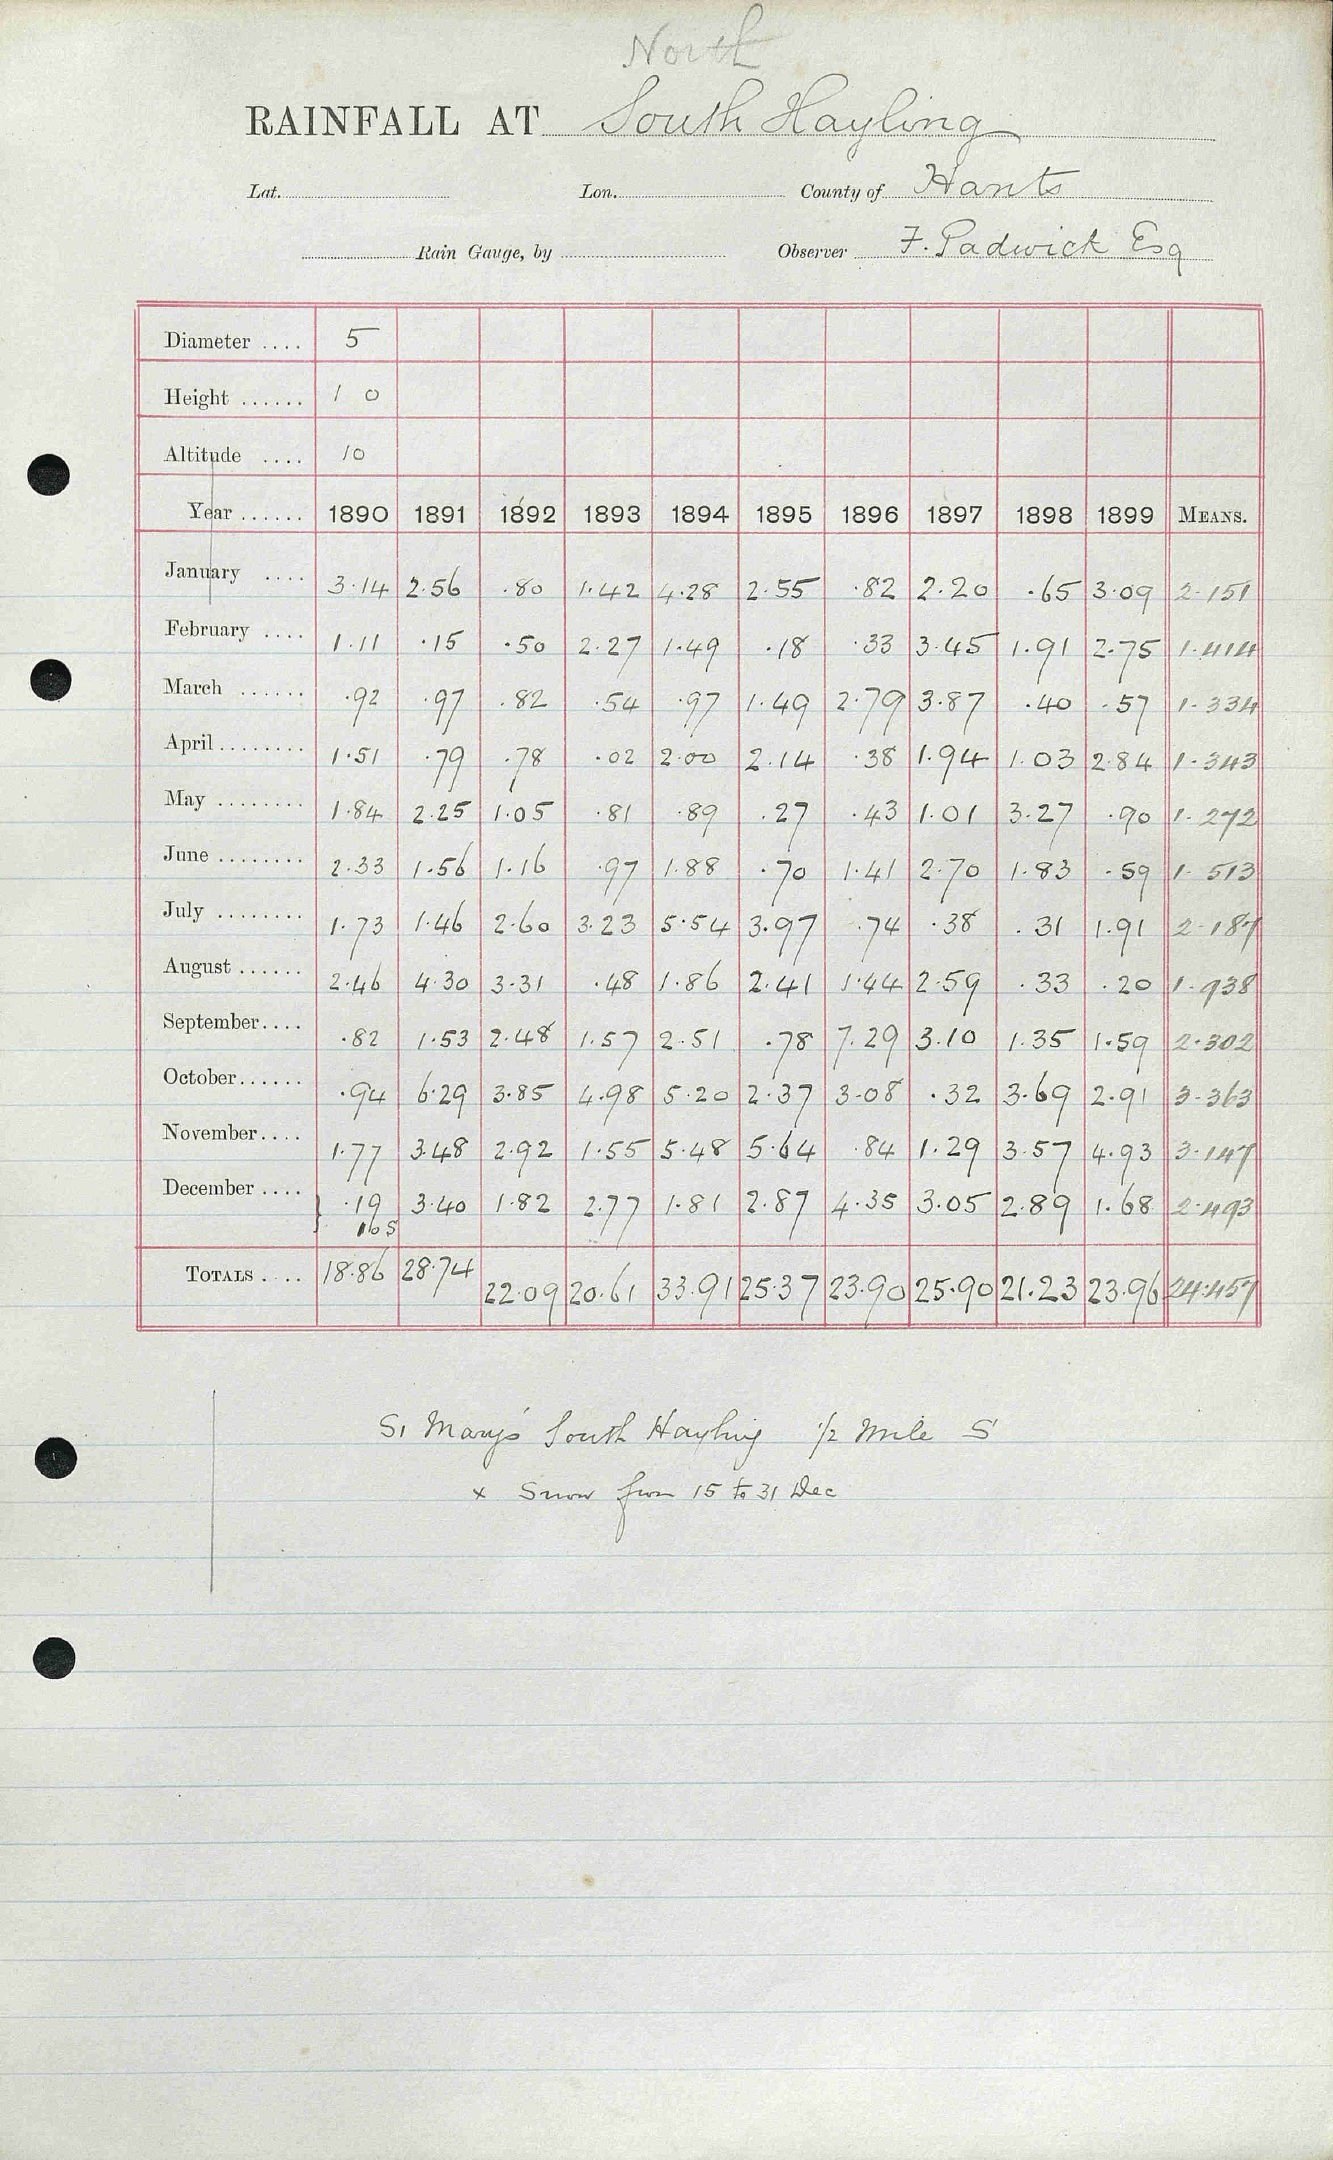 North
RAINFALL AT South Hayling
Lat. Lon. County of Hants
Rain Gauge, by Observer F. Padwick Esq
Diameter .... 5
Height ...... 1 0
Altitude .... 10
Year ...... 1890 1891 1892 1893 1894 1895 1896 1897 1898 1899 MEANS.
January .... 3.14 2.56 .80 1.42 4.28 2.55 .82 2.20 .65 3.09 2.151
February .... 1.11 .15 .50 2.27 1.49 .18 .33 3.45 1.91 2.75 1.414
March ...... .92 .97 .82 .54 .97 1.49 2.79 3.87 .40 .57 1.334
April ........ 1.51 .79 .78 .02 2.00 2.14 .38 1.94 1.03 2.84 1.343
May ........ 1.84 2.25 1.05 .81 .89 .27 .43 1.01 3.27 .90 1.272
June ........ 2.33 1.56 1.16 .97 1.88 .70 1.41 2.70 1.83 .59 1.513
July ........ 1.73 1.46 2.60 3.23 5.54 3.97 .74 .38 .31 1.91 2.187
August ...... 2.46 4.30 3.31 .48 1.86 2.41 1.44 2.59 .33 .20 1.938
September .... .82 1.53 2.48 1.57 2.51 .78 7.29 3.10 1.35 1.59 2.302
October ...... .94 6.29 3.85 4.98 5.20 2.37 3.08 .32 3.69 2.91 3.363
November .... 1.77 3.48 2.92 1.55 5.48 5.64 .84 1.29 3.57 4.93 3.147
December .... } .19 3.40 1.82 2.77 1.81 2.87 4.35 3.05 2.89 1.68 2.493
TOTALS .... 18.86 28.74 22.09 20.61 33.91 25.37 23.90 25.90 21.23 23.96 24.457
St Mary's South Hayling 1/2 Mile S
x Snow from 15 to 31 Dec